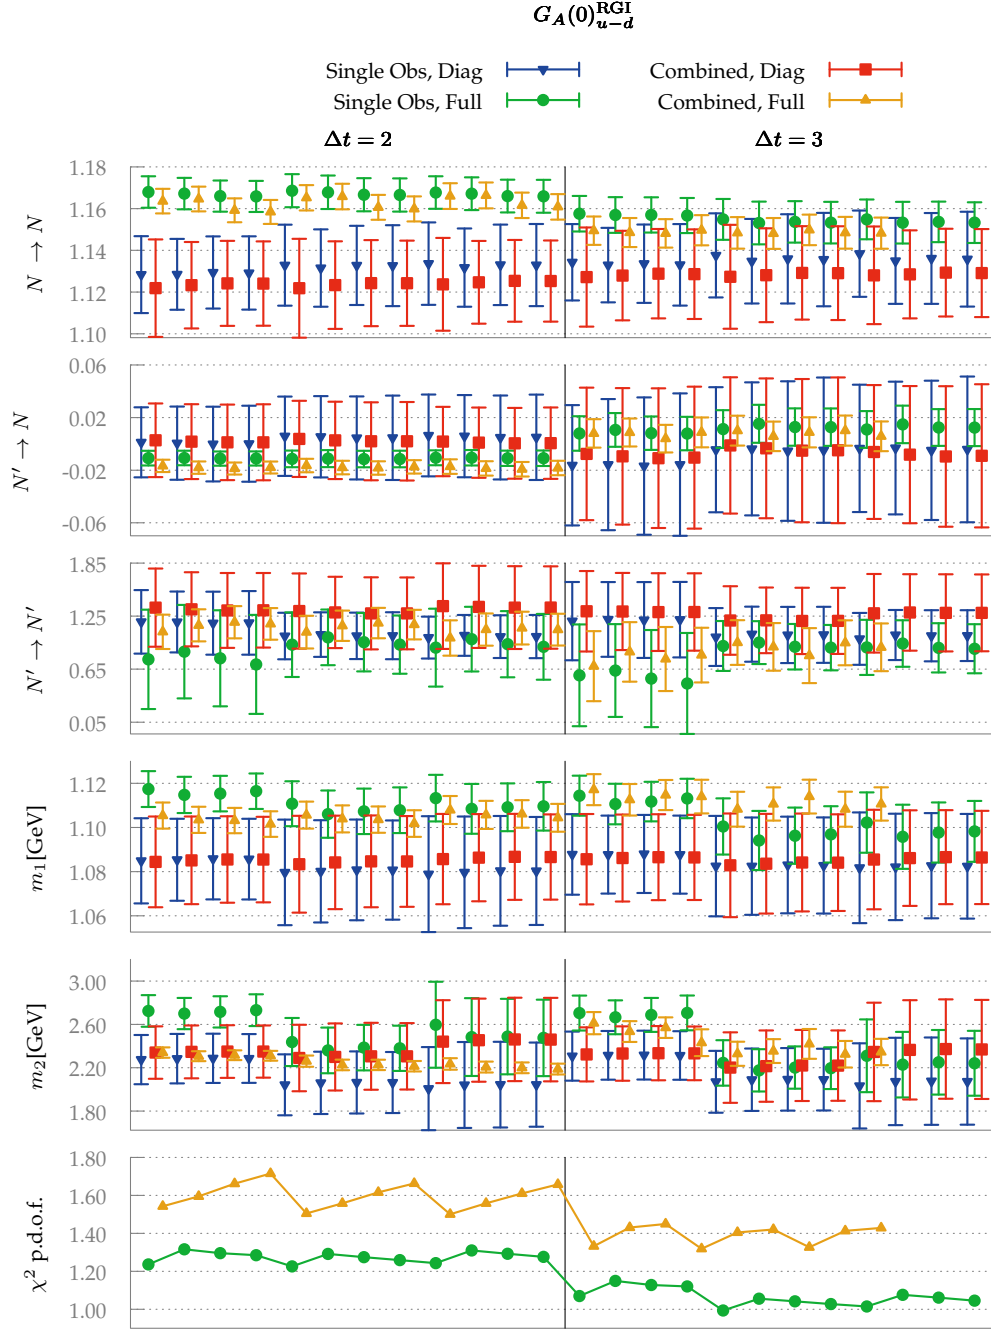 G_A(0)^{RGI}_{u-d}
Single Obs, Diag
Combined, Diag
Single Obs, Full
Combined, Full
Δt = 2
Δt = 3
N → N
1.18
1.16
1.14
1.12
1.10
N′ → N
0.06
0.02
-0.02
-0.06
N′ → N′
1.85
1.25
0.65
0.05
m₁[GeV]
1.12
1.10
1.08
1.06
m₂[GeV]
3.00
2.60
2.20
1.80
χ² p.d.o.f.
1.80
1.60
1.40
1.20
1.00